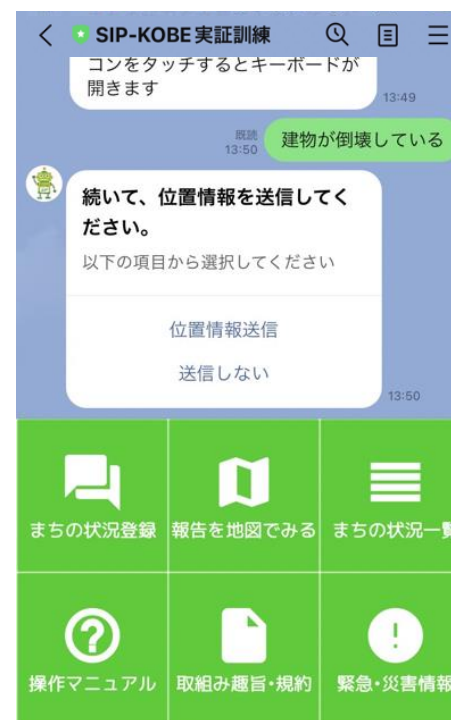 SIP-KOBE実証訓練
コンをタッチするとキーボードが
開きます
13:49
既読
13:50
建物が倒壊している
続いて、位置情報を送信してく
ださい。
以下の項目から選択してください
位置情報送信
送信しない
13:50
まちの状況登録
報告を地図でみる
まちの状況一覧
操作マニュアル
取組み趣旨・規約
緊急・災害情報